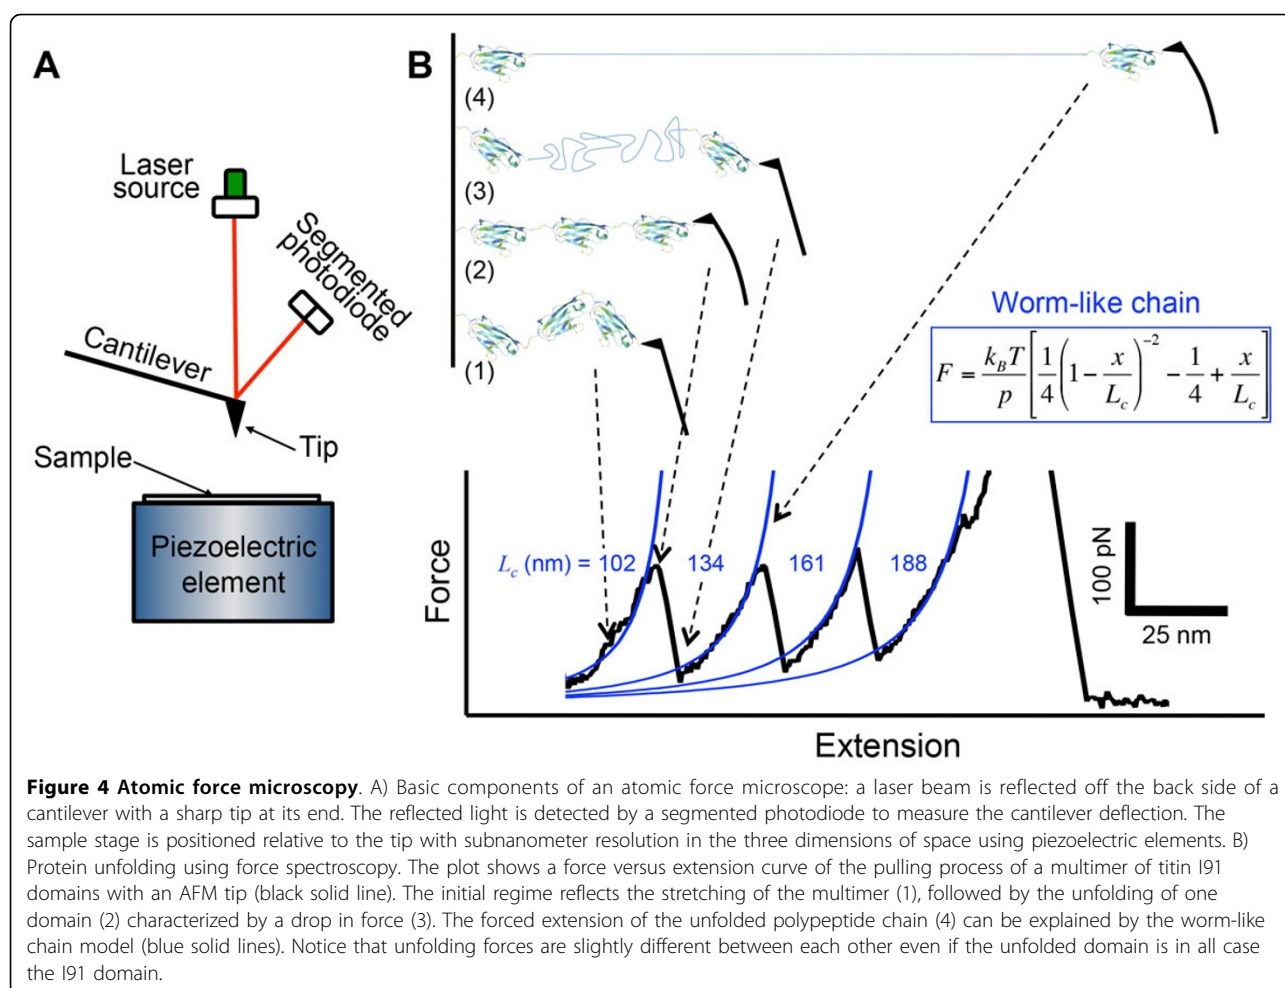 A
Laser
source
Segmented
photodiode
Cantilever
Tip
Sample
Piezoelectric
element
B
(4)
(3)
(2)
(1)
Worm-like chain
F = \frac{k_B T}{p} \left[ \frac{1}{4} \left( 1 - \frac{x}{L_c} \right)^{-2} - \frac{1}{4} + \frac{x}{L_c} \right]
Force
L_c (nm) = 102 134 161 188
100 pN
25 nm
Extension
Figure 4 Atomic force microscopy. A) Basic components of an atomic force microscope: a laser beam is reflected off the back side of a
cantilever with a sharp tip at its end. The reflected light is detected by a segmented photodiode to measure the cantilever deflection. The
sample stage is positioned relative to the tip with subnanometer resolution in the three dimensions of space using piezoelectric elements. B)
Protein unfolding using force spectroscopy. The plot shows a force versus extension curve of the pulling process of a multimer of titin I91
domains with an AFM tip (black solid line). The initial regime reflects the stretching of the multimer (1), followed by the unfolding of one
domain (2) characterized by a drop in force (3). The forced extension of the unfolded polypeptide chain (4) can be explained by the worm-like
chain model (blue solid lines). Notice that unfolding forces are slightly different between each other even if the unfolded domain is in all case
the I91 domain.